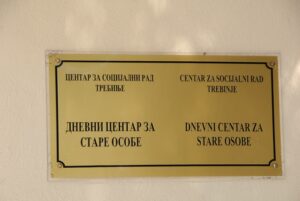 ЦЕНТАР ЗА СОЦИЈАЛНИ РАД
ТРЕБИЊЕ
ДНЕВНИ ЦЕНТАР ЗА
СТАРЕ ОСОБЕ
CENTAR ZA SOCIJALNI RAD
TREBINJE
DNEVNI CENTAR ZA
STARE OSOBE